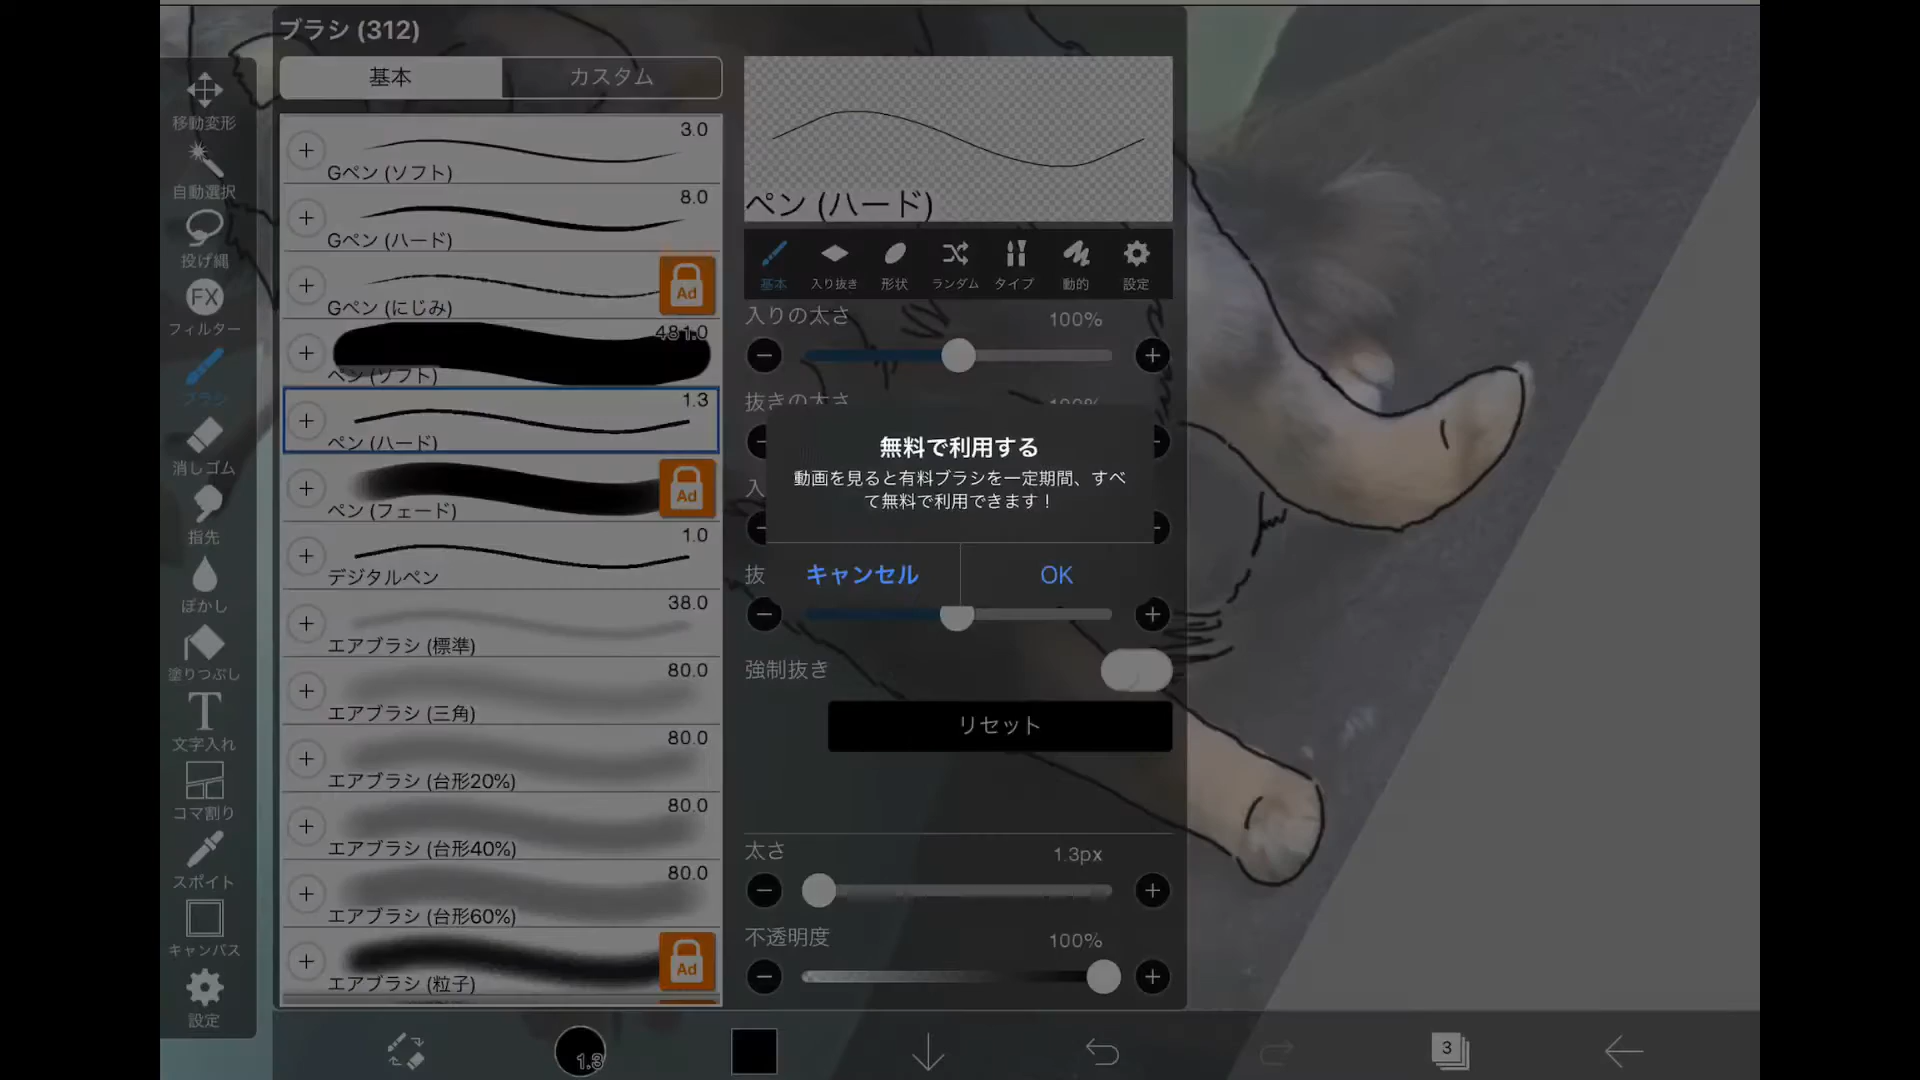 ブラシ (312)
基本
カスタム
移動変形
自動選択
投げ縄
FX
フィルター
ブラシ
消しゴム
指先
ぼかし
塗りつぶし
T
文字入れ
コマ割り
スポイト
キャンバス
設定
3.0
Gペン (ソフト)
8.0
Gペン (ハード)
Ad
Gペン (にじみ)
481.0
ペン (ソフト)
1.3
ペン (ハード)
Ad
ペン (フェード)
1.0
デジタルペン
38.0
エアブラシ (標準)
80.0
エアブラシ (三角)
80.0
エアブラシ (台形20%)
80.0
エアブラシ (台形40%)
80.0
エアブラシ (台形60%)
Ad
エアブラシ (粒子)
ペン (ハード)
基本 入り抜き 形状 ランダム タイプ 動的 設定
入りの太さ 100%
抜きの太さ 100%
無料で利用する
動画を見ると有料ブラシを一定期間、すべ
て無料で利用できます！
入
抜
キャンセル OK
強制抜き
リセット
太さ 1.3px
不透明度 100%
1.3
3